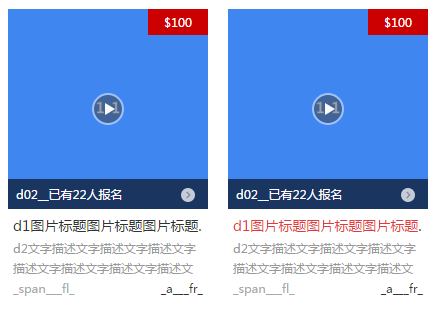 $100
1:1
d02__已有22人报名
d1图片标题图片标题图片标题.
d2文字描述文字描述文字描述文字
描述文字描述文字描述文字描述文
_span___fl_ _a___fr_
$100
1:1
d02__已有22人报名
d1图片标题图片标题图片标题.
d2文字描述文字描述文字描述文字
描述文字描述文字描述文字描述文
_span___fl_ _a___fr_